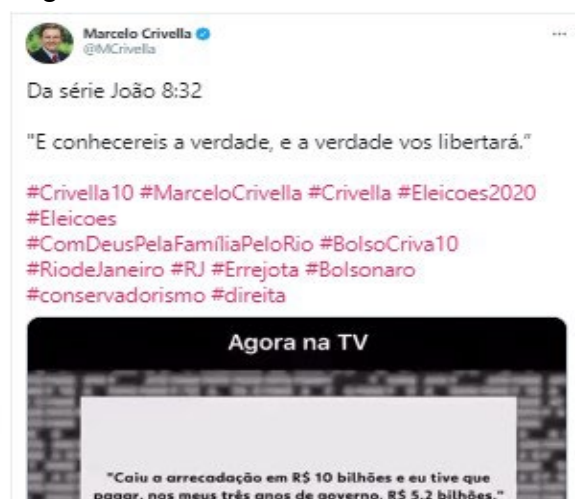 Marcelo Crivella
@MCrivella
Da série João 8:32
"E conhecereis a verdade, e a verdade vos libertará."
#Crivella10 #MarceloCrivella #Crivella #Eleicoes2020
#Eleicoes
#ComDeusPelaFamíliaPeloRio #BolsoCriva10
#RiodeJaneiro #RJ #Errejota #Bolsonaro
#conservadorismo #direita
Agora na TV
"Caiu a arrecadação em R$ 10 bilhões e eu tive que
pagar, nos meus três anos de governo, R$ 5,2 bilhões."